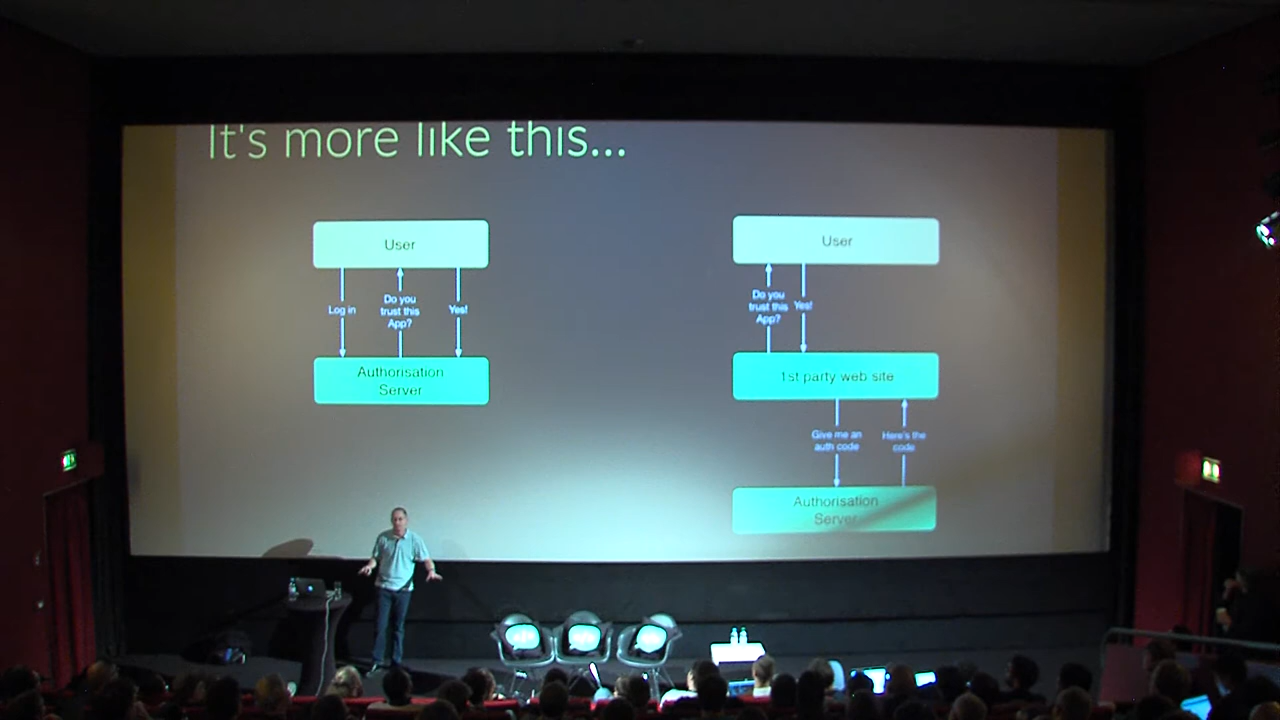 It's more like this...
User
Log in
Do you
trust this
App?
Yes!
Authorisation
Server
User
Do you
trust this
App?
Yes!
1st party web site
Give me an
auth code
Here's the
code
Authorisation
Server